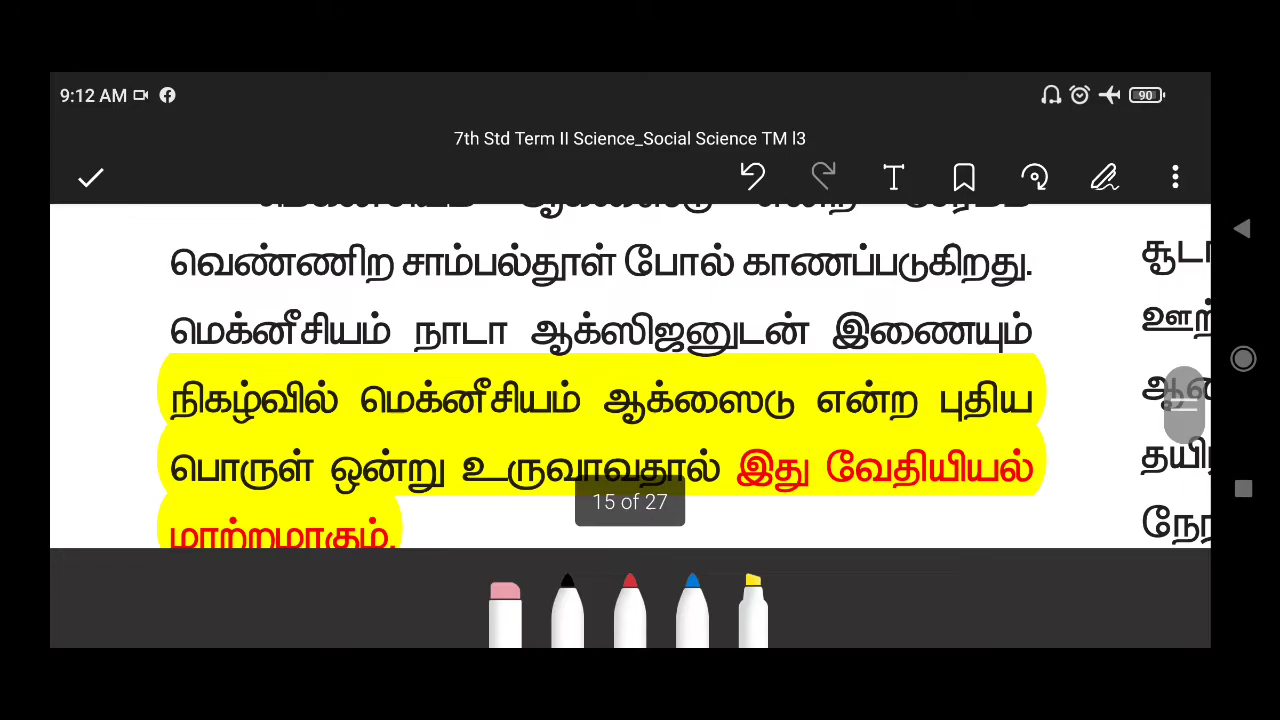 9:12 AM
90
7th Std Term II Science_Social Science TM l3
வெண்ணிற சாம்பல்தூள் போல் காணப்படுகிறது.
மெக்னீசியம் நாடா ஆக்ஸிஜனுடன் இணையும்
நிகழ்வில் மெக்னீசியம் ஆக்ஸைடு என்ற புதிய
பொருள் ஒன்று உருவாவதால் இது வேதியியல்
மாற்றமாகும்.
15 of 27